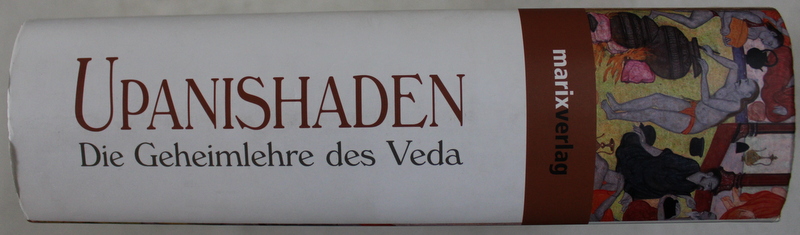 UPANISHADEN
Die Geheimlehre des Veda
marixverlag